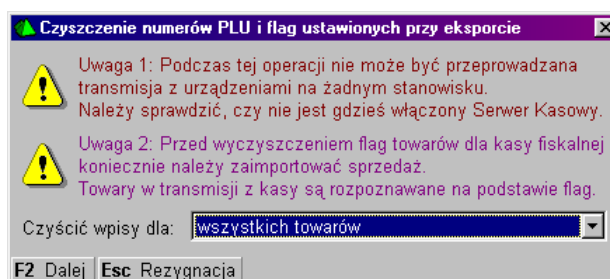 Czyszczenie numerów PLU i flag ustawionych przy eksporcie
Uwaga 1: Podczas tej operacji nie może być przeprowadzana
transmisja z urządzeniami na żadnym stanowisku.
Należy sprawdzić, czy nie jest gdzieś włączony Serwer Kasowy.
Uwaga 2: Przed wyczyszczeniem flag towarów dla kasy fiskalnej
koniecznie należy zaimportować sprzedaż.
Towary w transmisji z kasy są rozpoznawane na podstawie flag.
Czyścić wpisy dla: wszystkich towarów
F2 Dalej Esc Rezygnacja